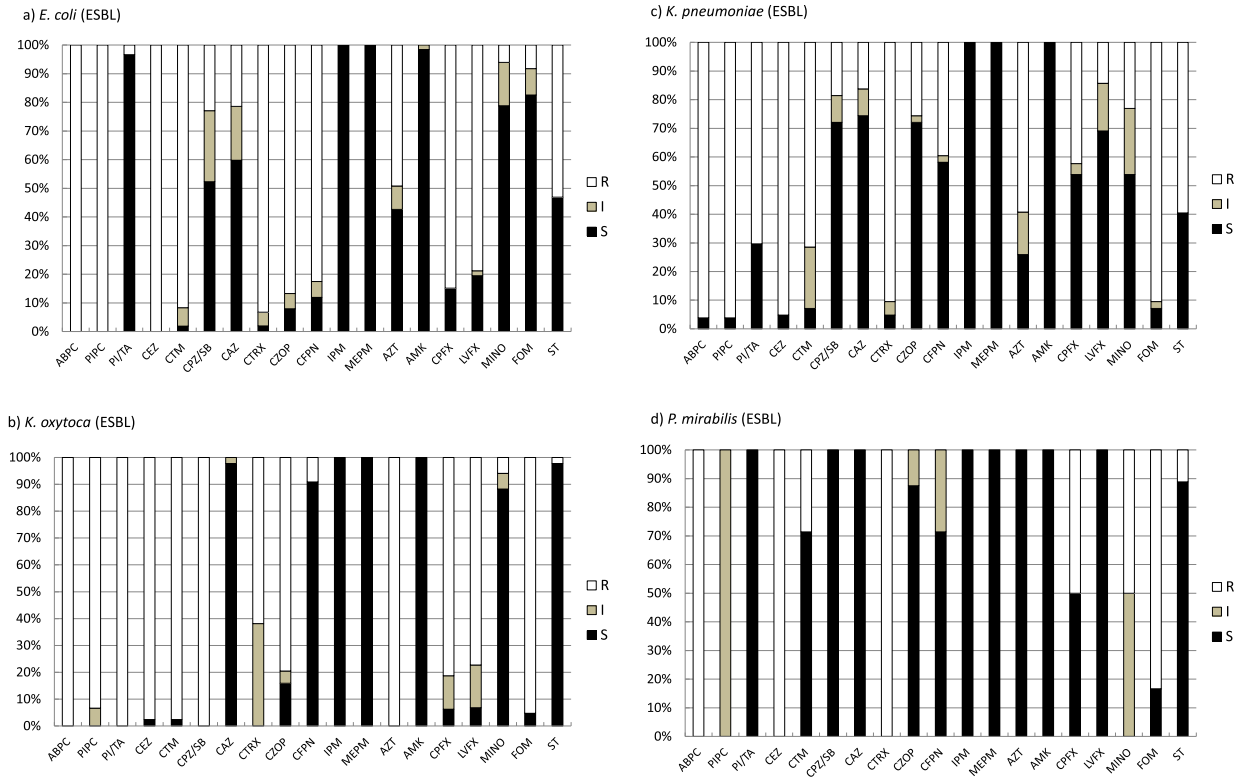 a) E. coli (ESBL)
100%
90%
80%
70%
60%
50%
40%
30%
20%
10%
0%
ABPC PIPC PI/TA CEZ CTM CPZ/SB CAZ CTRX CZOP CFPN IPM MEPM AZT AMK CPFX LVFX MINO FOM ST
R
I
S
c) K. pneumoniae (ESBL)
100%
90%
80%
70%
60%
50%
40%
30%
20%
10%
0%
ABPC PIPC PI/TA CEZ CTM CPZ/SB CAZ CTRX CZOP CFPN IPM MEPM AZT AMK CPFX LVFX MINO FOM ST
R
I
S
b) K. oxytoca (ESBL)
100%
90%
80%
70%
60%
50%
40%
30%
20%
10%
0%
ABPC PIPC PI/TA CEZ CTM CPZ/SB CAZ CTRX CZOP CFPN IPM MEPM AZT AMK CPFX LVFX MINO FOM ST
R
I
S
d) P. mirabilis (ESBL)
100%
90%
80%
70%
60%
50%
40%
30%
20%
10%
0%
ABPC PIPC PI/TA CEZ CTM CPZ/SB CAZ CTRX CZOP CFPN IPM MEPM AZT AMK CPFX LVFX MINO FOM ST
R
I
S